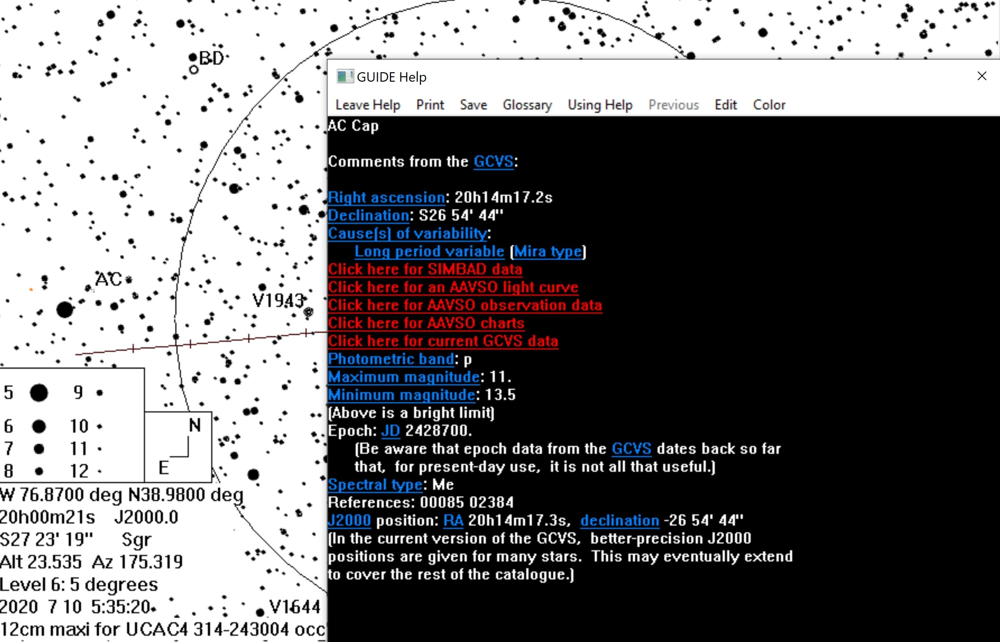 BD
AC
V1943
5 9
6 10
7 11
8 12
N
E
W 76.8700 deg N38.9800 deg
20h00m21s J2000.0
S27 23' 19" Sgr
Alt 23.535 Az 175.319
Level 6: 5 degrees
2020 7 10 5:35:20
V1644
12cm maxi for UCAC4 314-243004 occ
GUIDE Help
Leave Help Print Save Glossary Using Help Previous Edit Color
AC Cap
Comments from the GCVS:
Right ascension: 20h14m17.2s
Declination: S26 54' 44"
Cause(s) of variability:
Long period variable (Mira type)
Click here for SIMBAD data
Click here for an AAVSO light curve
Click here for AAVSO observation data
Click here for AAVSO charts
Click here for current GCVS data
Photometric band: p
Maximum magnitude: 11.
Minimum magnitude: 13.5
(Above is a bright limit)
Epoch: JD 2428700.
(Be aware that epoch data from the GCVS dates back so far
that, for present-day use, it is not all that useful.)
Spectral type: Me
References: 00085 02384
J2000 position: RA 20h14m17.3s, declination -26 54' 44"
(In the current version of the GCVS, better-precision J2000
positions are given for many stars. This may eventually extend
to cover the rest of the catalogue.)